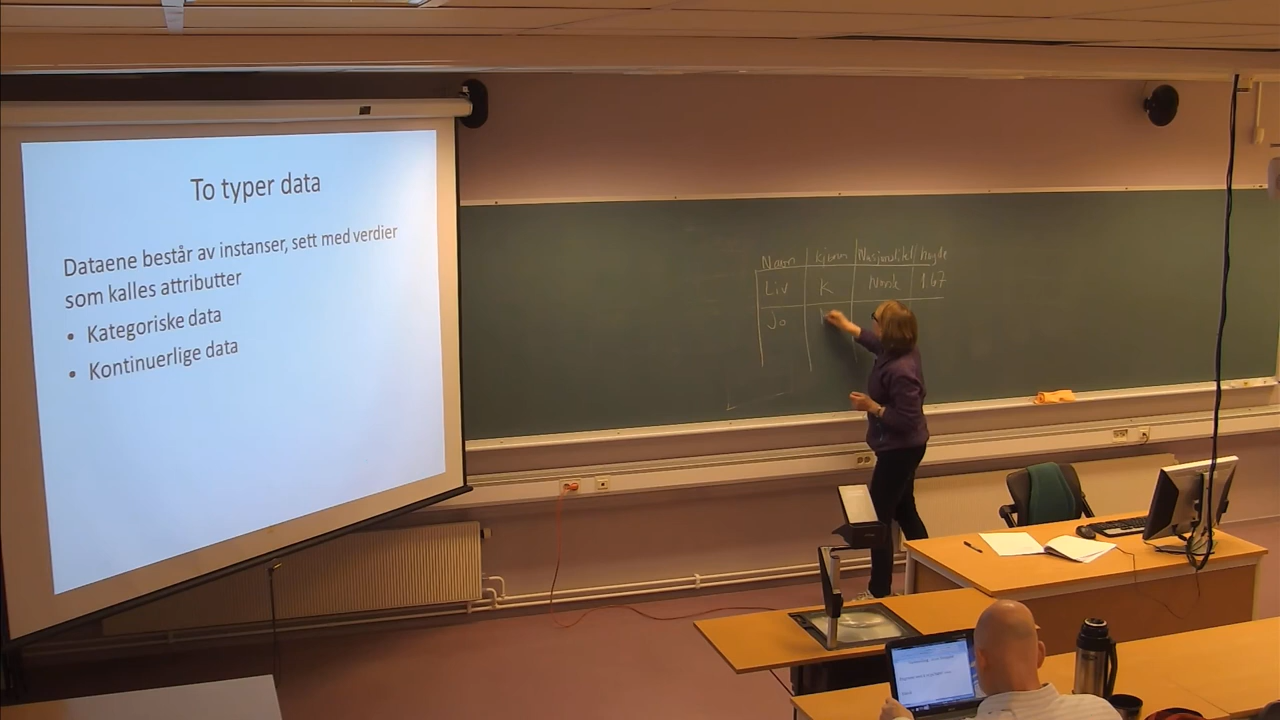 To typer data
Dataene består av instanser, sett med verdier
som kalles attributter
• Kategoriske data
• Kontinuerlige data
Navn kjønn Nasjonalitet høyde
Liv K Norsk 1.67
Jo